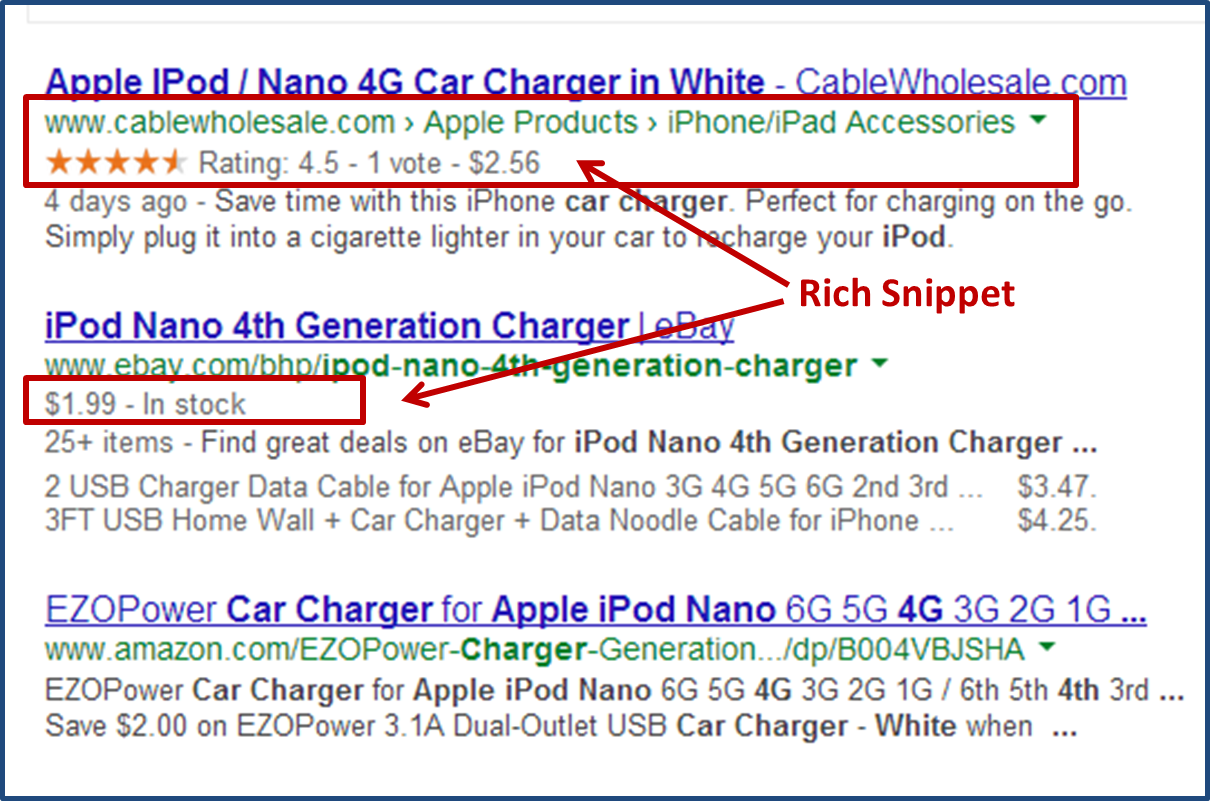 Apple IPod / Nano 4G Car Charger in White - CableWholesale.com
www.cablewholesale.com › Apple Products › iPhone/iPad Accessories
Rating: 4.5 - 1 vote - $2.56
4 days ago - Save time with this iPhone car charger. Perfect for charging on the go.
Simply plug it into a cigarette lighter in your car to recharge your iPod.
Rich Snippet
iPod Nano 4th Generation Charger | eBay
www.ebay.com/bhp/ipod-nano-4th-generation-charger
$1.99 - In stock
25+ items - Find great deals on eBay for iPod Nano 4th Generation Charger ...
2 USB Charger Data Cable for Apple iPod Nano 3G 4G 5G 6G 2nd 3rd ... $3.47.
3FT USB Home Wall + Car Charger + Data Noodle Cable for iPhone ... $4.25.
EZOPower Car Charger for Apple iPod Nano 6G 5G 4G 3G 2G 1G ...
www.amazon.com/EZOPower-Charger-Generation.../dp/B004VBJSHA
EZOPower Car Charger for Apple iPod Nano 6G 5G 4G 3G 2G 1G / 6th 5th 4th 3rd ...
Save $2.00 on EZOPower 3.1A Dual-Outlet USB Car Charger - White when ...